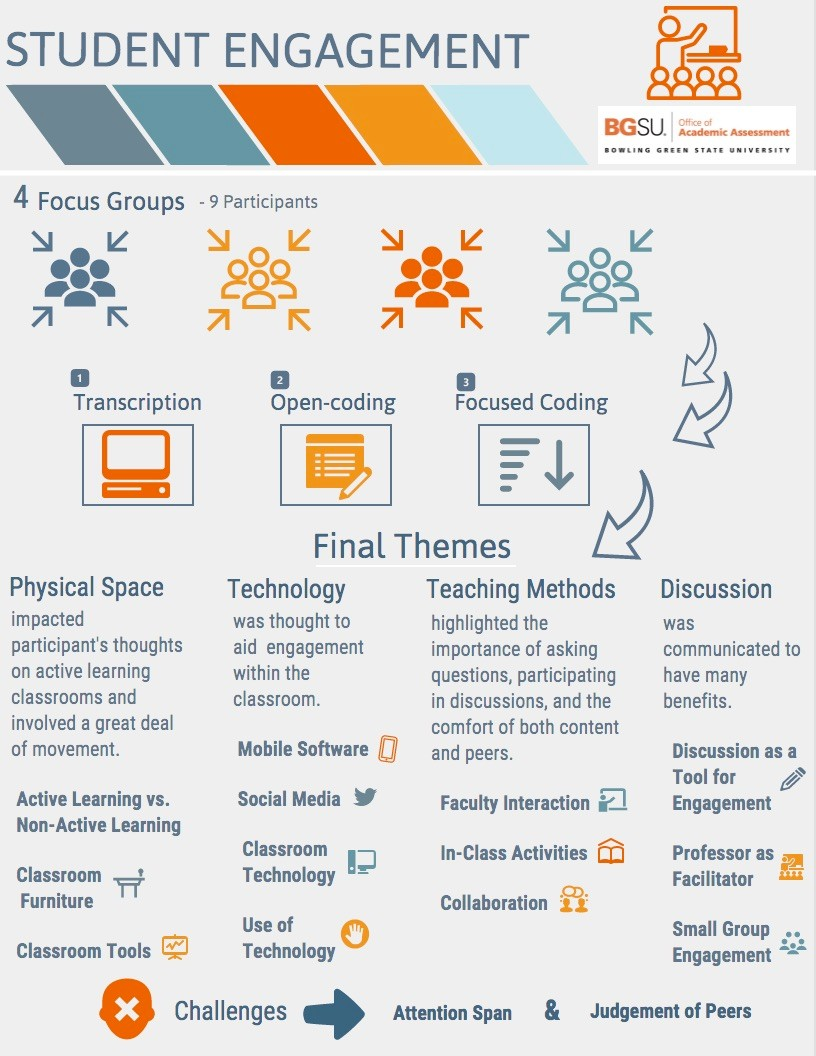 STUDENT ENGAGEMENT
BGSU. Office of
Academic Assessment
BOWLING GREEN STATE UNIVERSITY
4 Focus Groups - 9 Participants
1
Transcription
2
Open-coding
3
Focused Coding
Final Themes
Physical Space
impacted
participant's thoughts
on active learning
classrooms and
involved a great deal
of movement.
Active Learning vs.
Non-Active Learning
Classroom
Furniture
Classroom Tools
Technology
was thought to
aid engagement
within the
classroom.
Mobile Software
Social Media
Classroom
Technology
Use of
Technology
Teaching Methods
highlighted the
importance of asking
questions, participating
in discussions, and the
comfort of both content
and peers.
Faculty Interaction
In-Class Activities
Collaboration
Discussion
was
communicated to
have many
benefits.
Discussion as a
Tool for
Engagement
Professor as
Facilitator
Small Group
Engagement
Challenges Attention Span & Judgement of Peers